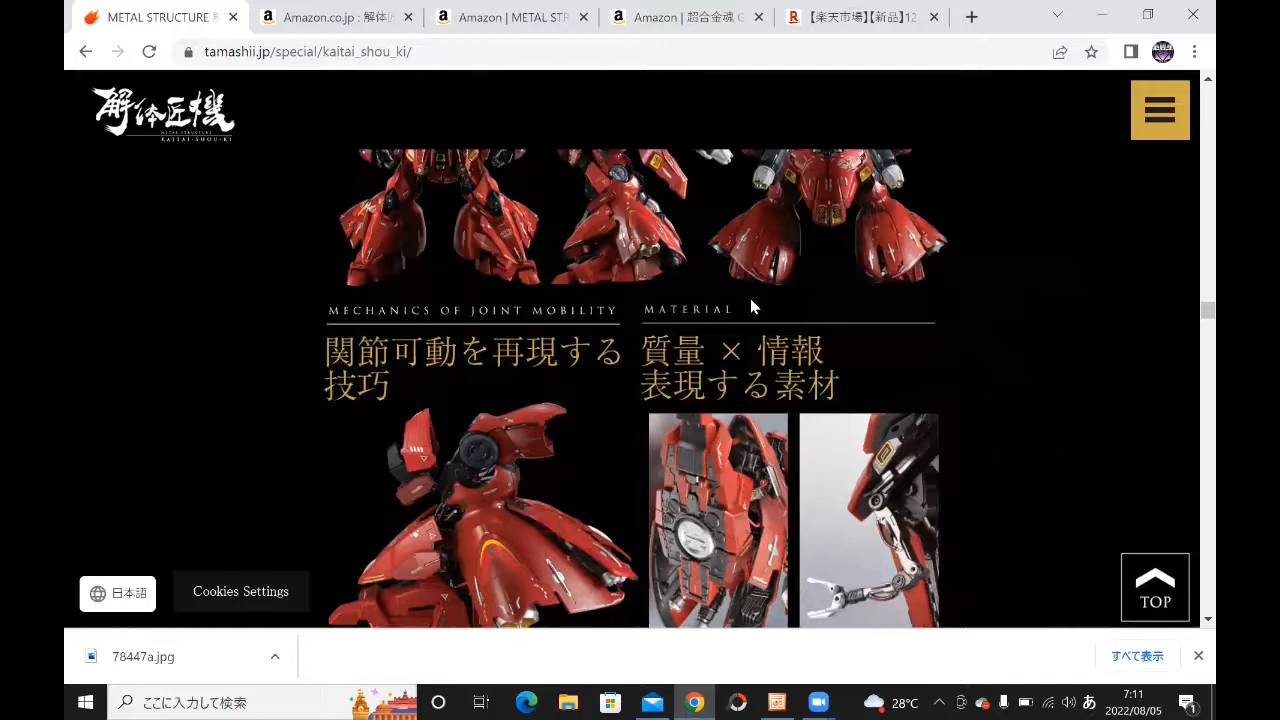 METAL STRUCTURE
Amazon.co.jp : 解体
Amazon | METAL STR
Amazon | 超合金魂 G
【楽天市場】【新品】12
tamashii.jp/special/kaitai_shou_ki/
解体匠機
METAL STRUCTURE
KAITAI-SHOU-KI
MECHANICS OF JOINT MOBILITY
関節可動を再現する
技巧
MATERIAL
質量 × 情報
表現する素材
日本語
Cookies Settings
TOP
78447a.jpg
すべて表示
ここに入力して検索
28°C
あ
7:11
2022/08/05
1